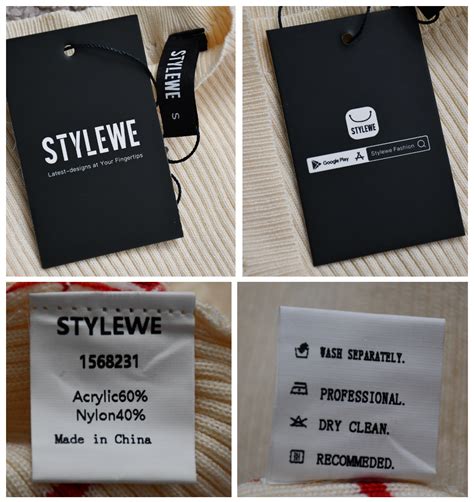 STYLEWE
Latest-designs at Your Fingertips
STYLEWE
S
STYLEWE
Google Play
Stylewe Fashion
STYLEWE
1568231
Acrylic60%
Nylon40%
Made in China
WASH SEPARATELY.
PROFESSIONAL.
DRY CLEAN.
RECOMMEDED.